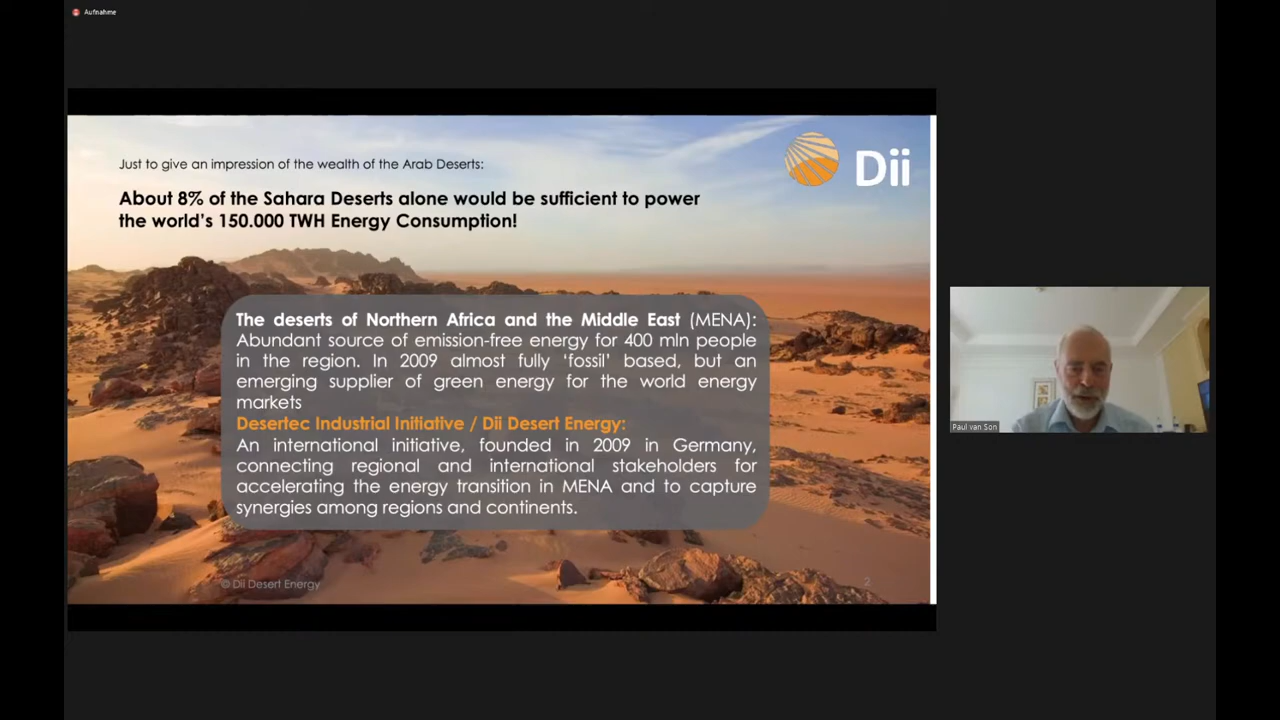 Aufnahme
Just to give an impression of the wealth of the Arab Deserts:
Dii
About 8% of the Sahara Deserts alone would be sufficient to power
the world's 150.000 TWH Energy Consumption!
The deserts of Northern Africa and the Middle East (MENA):
Abundant source of emission-free energy for 400 mln people
in the region. In 2009 almost fully 'fossil' based, but an
emerging supplier of green energy for the world energy
markets
Desertec Industrial Initiative / Dii Desert Energy:
An international initiative, founded in 2009 in Germany,
connecting regional and international stakeholders for
accelerating the energy transition in MENA and to capture
synergies among regions and continents.
© Dii Desert Energy
2
Paul van Son